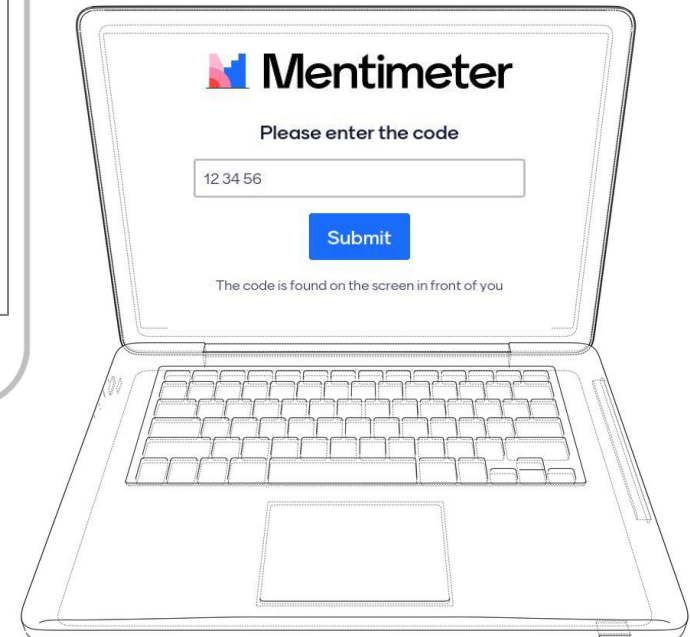 Mentimeter
Please enter the code
12 34 56
Submit
The code is found on the screen in front of you